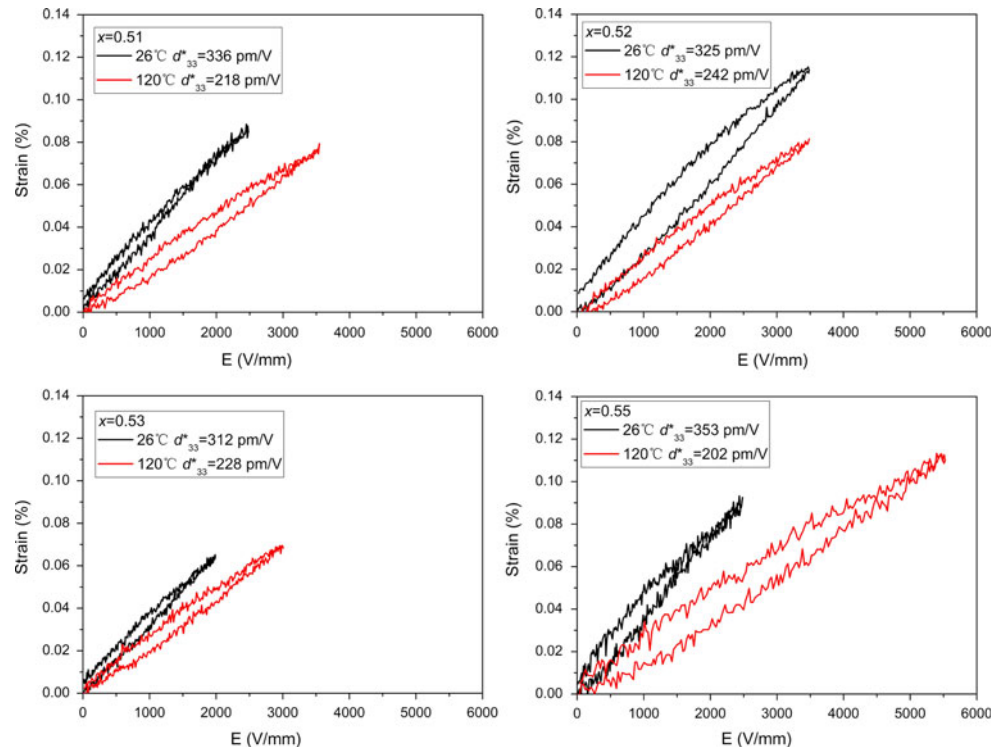 0.14
0.12
0.10
0.08
0.06
0.04
0.02
0.00
Strain (%)
x=0.51
26℃ d*33=336 pm/V
120℃ d*33=218 pm/V
0 1000 2000 3000 4000 5000 6000
E (V/mm)
0.14
0.12
0.10
0.08
0.06
0.04
0.02
0.00
Strain (%)
x=0.52
26℃ d*33=325 pm/V
120℃ d*33=242 pm/V
0 1000 2000 3000 4000 5000 6000
E (V/mm)
0.14
0.12
0.10
0.08
0.06
0.04
0.02
0.00
Strain (%)
x=0.53
26℃ d*33=312 pm/V
120℃ d*33=228 pm/V
0 1000 2000 3000 4000 5000 6000
E (V/mm)
0.14
0.12
0.10
0.08
0.06
0.04
0.02
0.00
Strain (%)
x=0.55
26℃ d*33=353 pm/V
120℃ d*33=202 pm/V
0 1000 2000 3000 4000 5000 6000
E (V/mm)